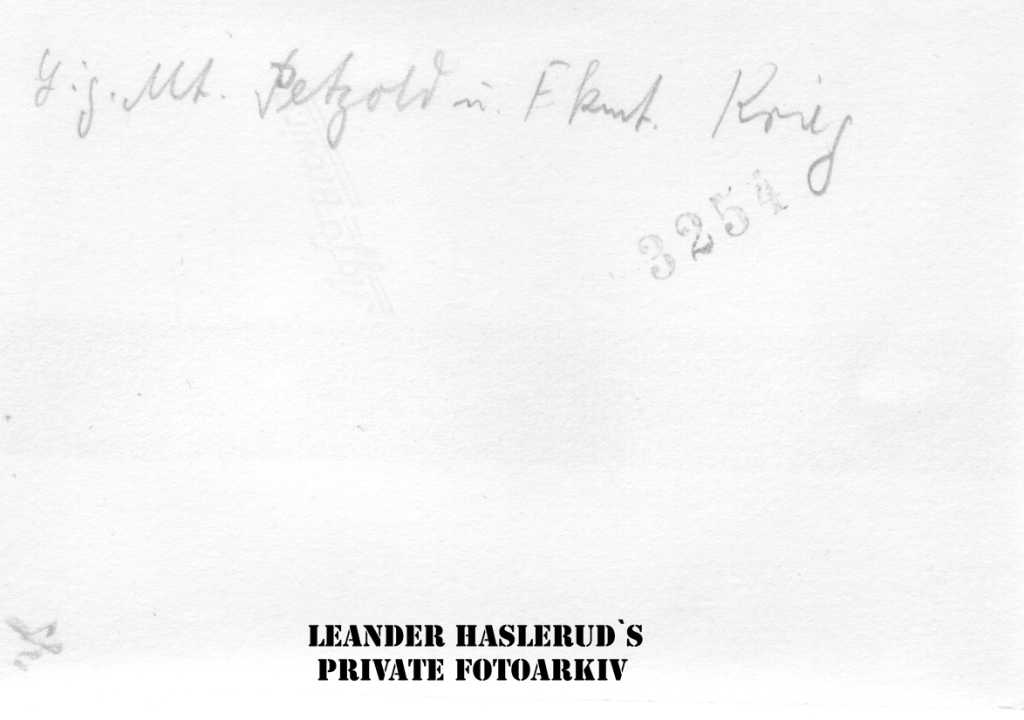 Mt. Petzold u. Fkmt. Krieg
3254
LEANDER HASLERUD`S
PRIVATE FOTOARKIV